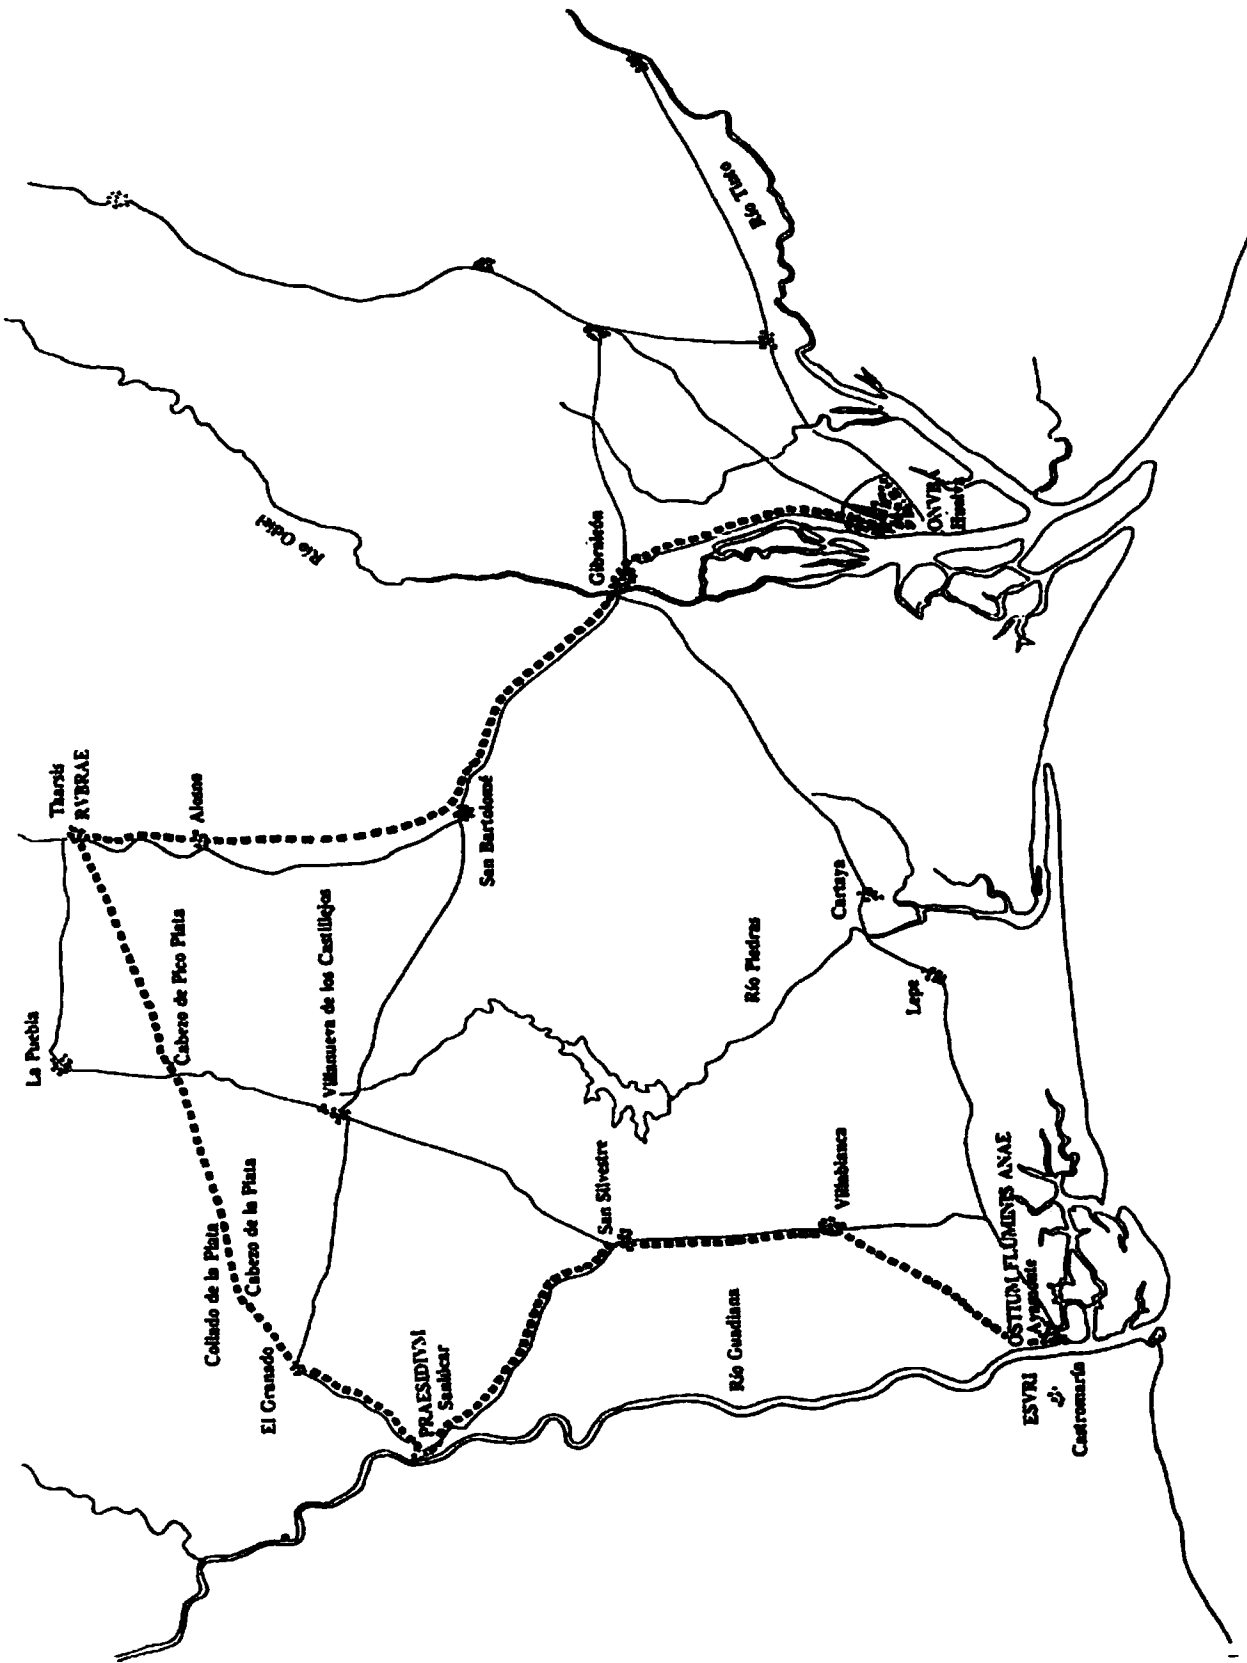 Río Tinto
Río Odiel
Gibraleón
ONVBA
Huelva
Tharsis
RVBRAE
Alosno
San Bartolomé
La Puebla
Cabezo de Pico Plata
Villanueva de los Castillejos
Cartaya
Río Piedras
Lepe
Collado de la Plata
Cabezo de la Plata
San Silvestre
Villablanca
El Granado
PRAESIDIVM
Sanlúcar
Río Guadiana
OSTIUM FLUMINIS ANAE
Ayamonte
ESVRI
Castromarín